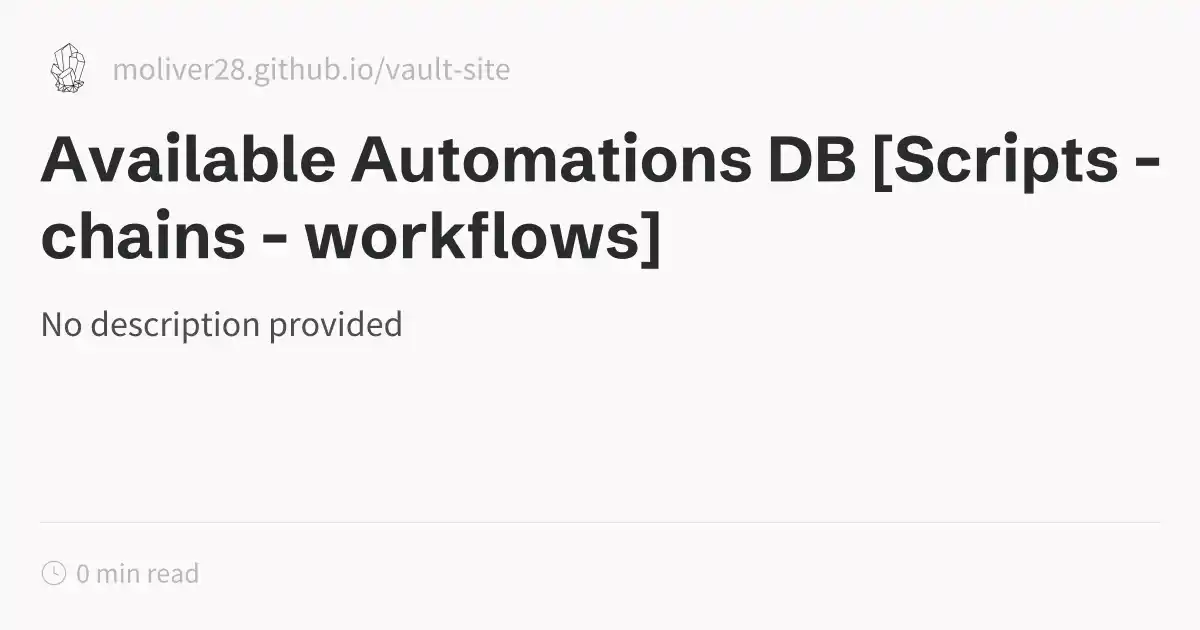 moliver28.github.io/vault-site
Available Automations DB [Scripts -
chains - workflows]
No description provided
0 min read